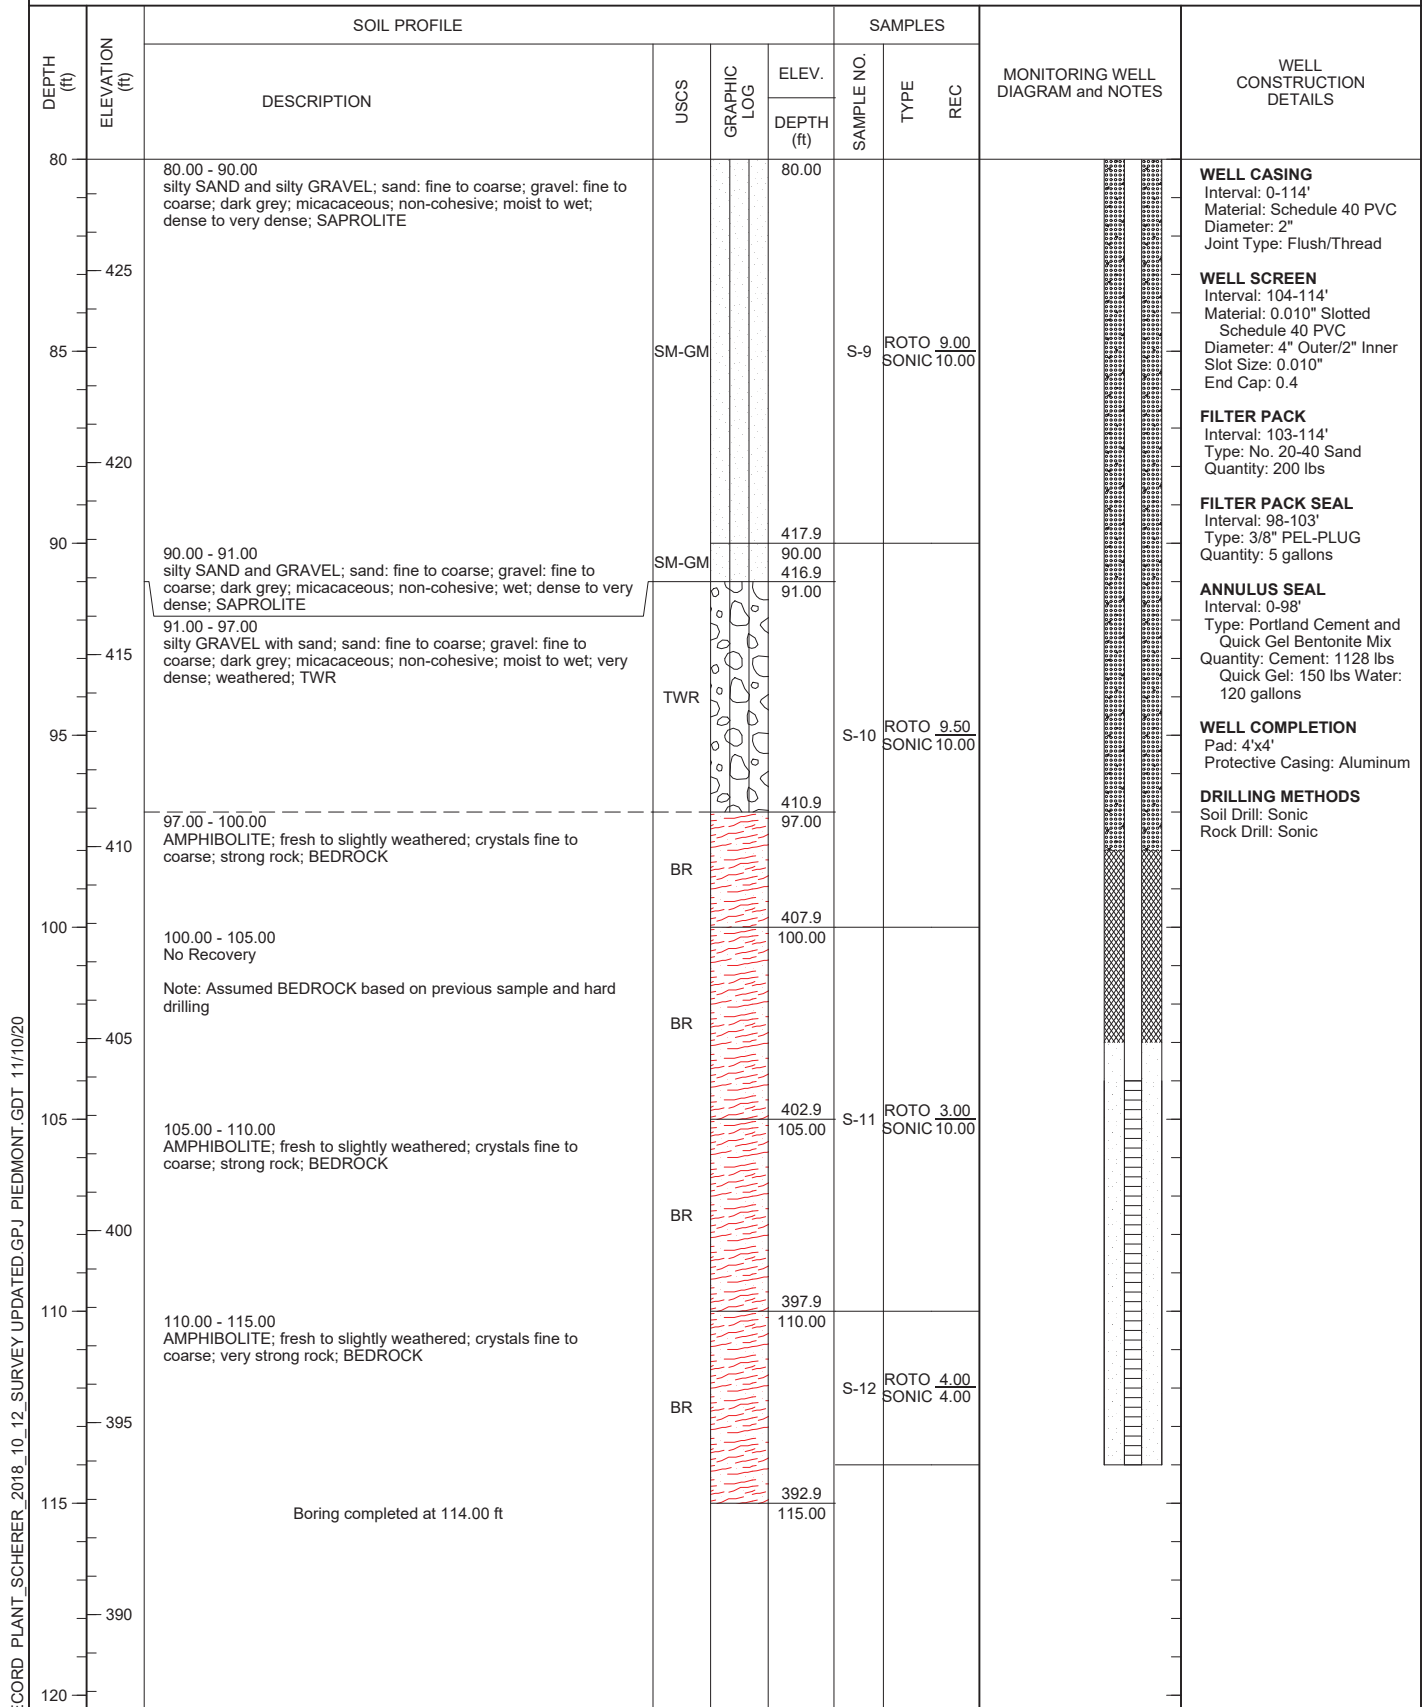 SOIL PROFILE
SAMPLES
DEPTH
(ft)
ELEVATION
(ft)
DESCRIPTION
USCS
GRAPHIC
LOG
ELEV.
DEPTH
(ft)
SAMPLE NO.
TYPE
REC
MONITORING WELL
DIAGRAM and NOTES
WELL
CONSTRUCTION
DETAILS
80
85
90
95
100
105
110
115
120
425
420
415
410
405
400
395
390
80.00 - 90.00
silty SAND and silty GRAVEL; sand: fine to coarse; gravel: fine to
coarse; dark grey; micacaceous; non-cohesive; moist to wet;
dense to very dense; SAPROLITE
90.00 - 91.00
silty SAND and GRAVEL; sand: fine to coarse; gravel: fine to
coarse; dark grey; micacaceous; non-cohesive; wet; dense to very
dense; SAPROLITE
91.00 - 97.00
silty GRAVEL with sand; sand: fine to coarse; gravel: fine to
coarse; dark grey; micacaceous; non-cohesive; moist to wet; very
dense; weathered; TWR
97.00 - 100.00
AMPHIBOLITE; fresh to slightly weathered; crystals fine to
coarse; strong rock; BEDROCK
100.00 - 105.00
No Recovery
Note: Assumed BEDROCK based on previous sample and hard
drilling
105.00 - 110.00
AMPHIBOLITE; fresh to slightly weathered; crystals fine to
coarse; strong rock; BEDROCK
110.00 - 115.00
AMPHIBOLITE; fresh to slightly weathered; crystals fine to
coarse; very strong rock; BEDROCK
Boring completed at 114.00 ft
SM-GM
SM-GM
TWR
BR
BR
BR
BR
80.00
417.9
90.00
416.9
91.00
410.9
97.00
407.9
100.00
402.9
105.00
397.9
110.00
392.9
115.00
S-9
ROTO 9.00
SONIC 10.00
S-10
ROTO 9.50
SONIC 10.00
S-11
ROTO 3.00
SONIC 10.00
S-12
ROTO 4.00
SONIC 4.00
WELL CASING
Interval: 0-114'
Material: Schedule 40 PVC
Diameter: 2"
Joint Type: Flush/Thread
WELL SCREEN
Interval: 104-114'
Material: 0.010" Slotted
Schedule 40 PVC
Diameter: 4" Outer/2" Inner
Slot Size: 0.010"
End Cap: 0.4
FILTER PACK
Interval: 103-114'
Type: No. 20-40 Sand
Quantity: 200 lbs
FILTER PACK SEAL
Interval: 98-103'
Type: 3/8" PEL-PLUG
Quantity: 5 gallons
ANNULUS SEAL
Interval: 0-98'
Type: Portland Cement and
Quick Gel Bentonite Mix
Quantity: Cement: 1128 lbs
Quick Gel: 150 lbs Water:
120 gallons
WELL COMPLETION
Pad: 4'x4'
Protective Casing: Aluminum
DRILLING METHODS
Soil Drill: Sonic
Rock Drill: Sonic
PLANT_SCHERER_2018_10_12_SURVEY UPDATED.GPJ PIEDMONT.GDT 11/10/20